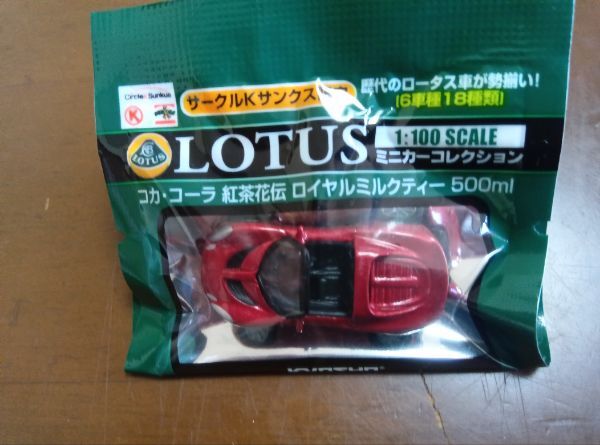 歴代のロータス車が勢揃い!
[6車種18種類]
Circle K Sunkus
サークルKサンクス
K
LOTUS
LOTUS
1:100 SCALE
ミニカーコレクション
コカ・コーラ 紅茶花伝 ロイヤルミルクティー 500ml